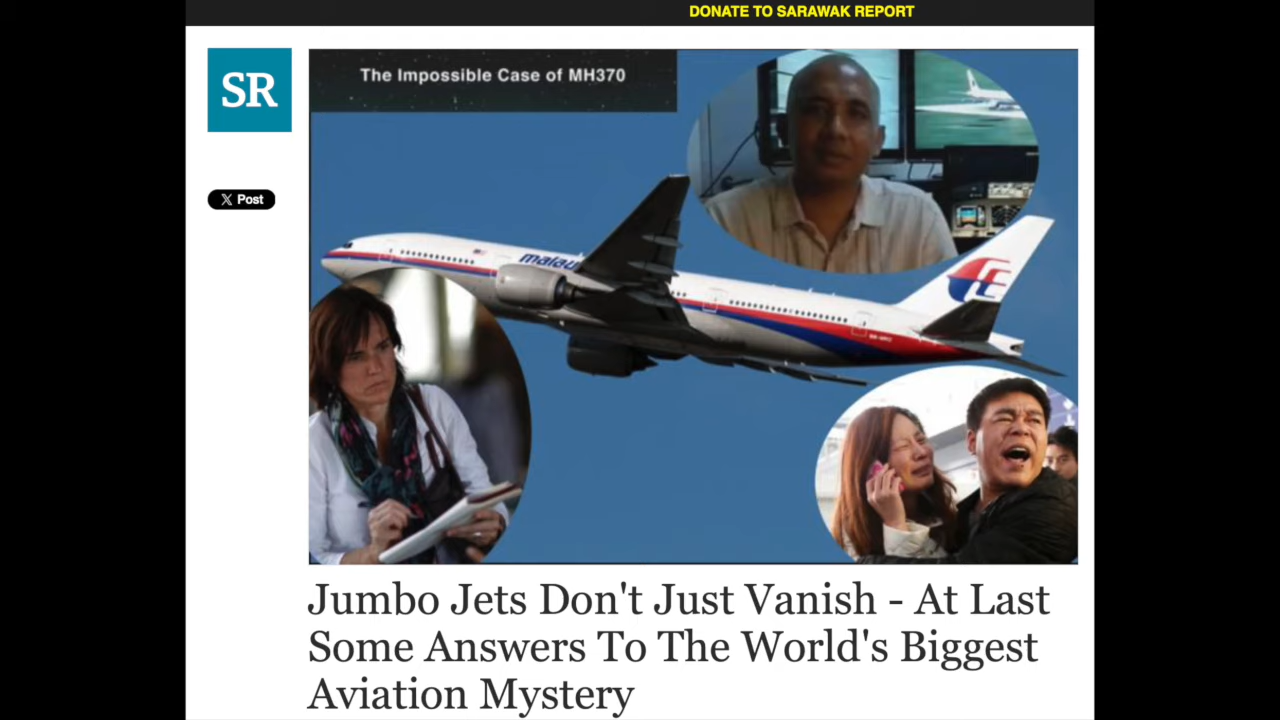 DONATE TO SARAWAK REPORT
SR
The Impossible Case of MH370
X Post
malay
Jumbo Jets Don't Just Vanish - At Last
Some Answers To The World's Biggest
Aviation Mystery